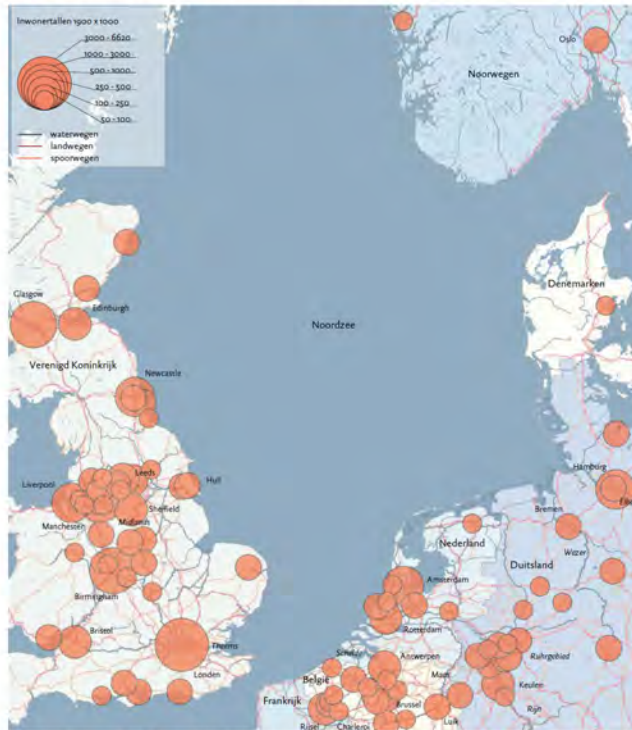 Inwonertallen 1900 x 1000
3000 - 6620
1000 - 3000
500 - 1000
250 - 500
100 - 250
50 - 100
waterwegen
landwegen
spoorwegen
Oslo
Noorwegen
Denemarken
Glasgow
Edinburgh
Noordzee
Verenigd Koninkrijk
Newcastle
Hamburg
Leeds
Liverpool
Hull
Sheffield
Manchester
Midlands
Bremen
Nederland
Wezer
Duitsland
Amsterdam
Birmingham
Bristol
Theems
Rotterdam
Ruhrgebied
Schelde
Antwerpen
Londen
België
Maas
Keulen
Frankrijk
Brussel
Rijn
Rijsel
Charleroi
Luik